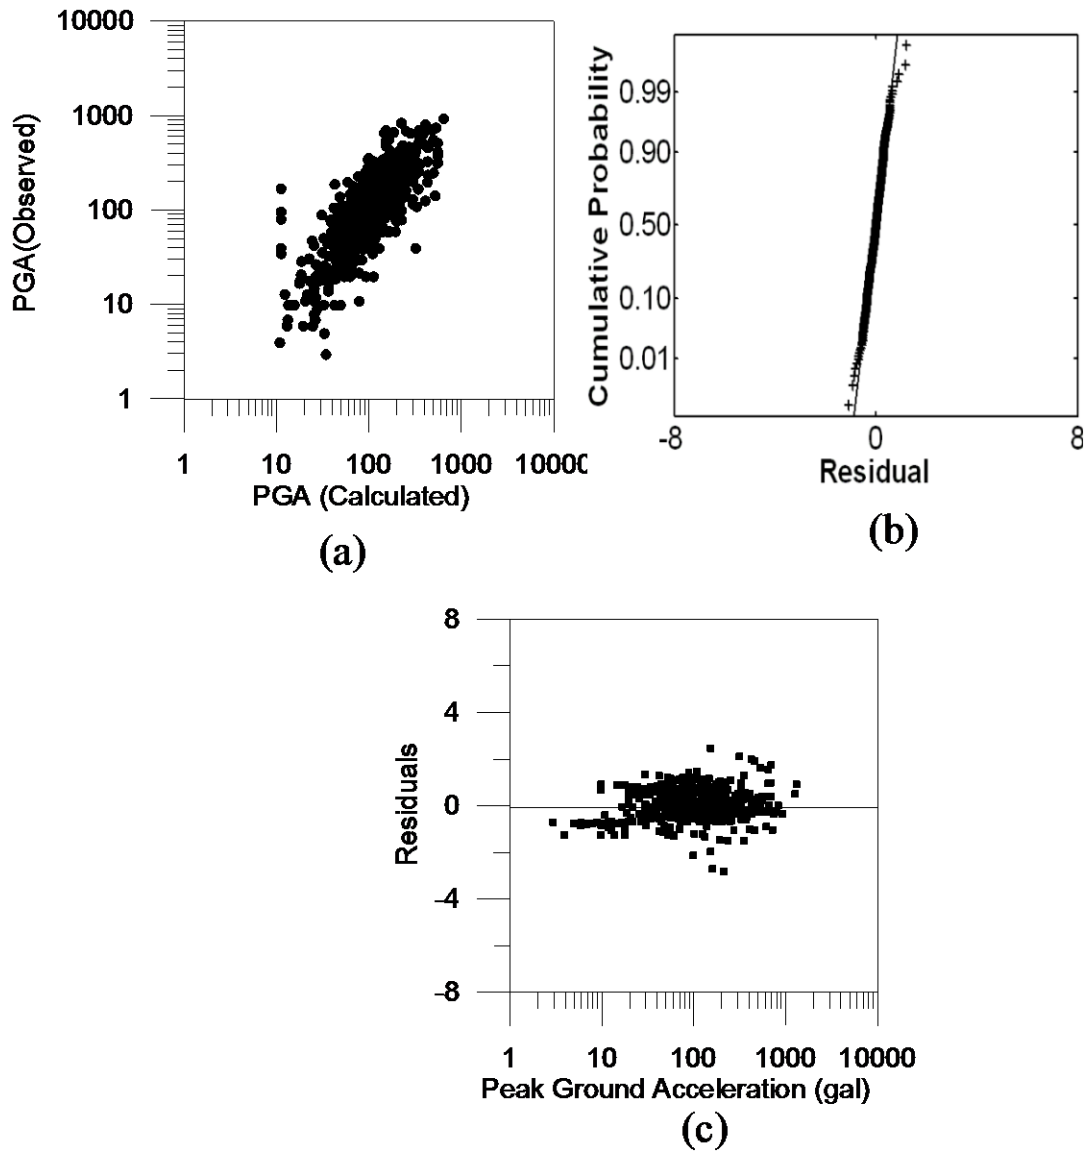 10000
1000
100
10
1
PGA(Observed)
1 10 100 1000 10000
PGA (Calculated)
(a)
0.99
0.90
0.50
0.10
0.01
Cumulative Probability
-8 0 8
Residual
(b)
8
4
0
-4
-8
Residuals
1 10 100 1000 10000
Peak Ground Acceleration (gal)
(c)